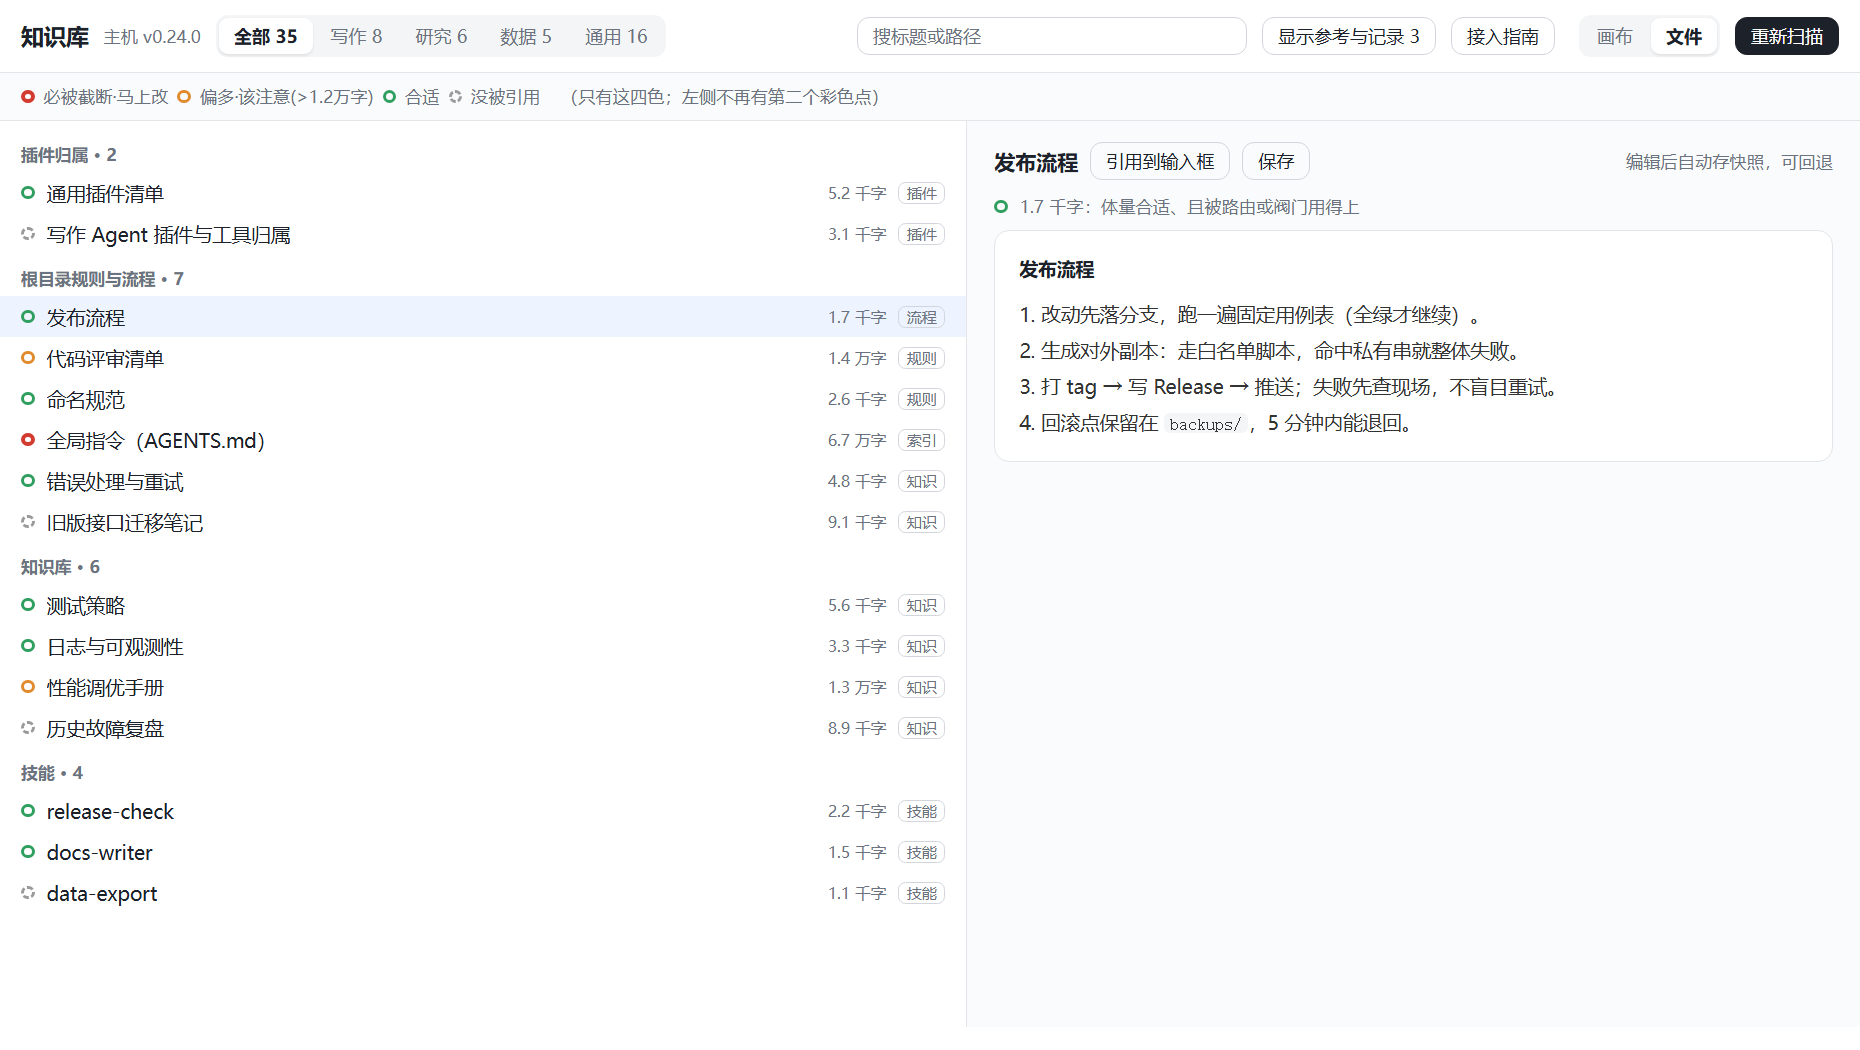 知识库 主机 v0.24.0 全部 35 写作 8 研究 6 数据 5 通用 16 搜标题或路径 显示参考与记录 3 接入指南 画布 文件 重新扫描
必被截断·马上改 偏多·该注意(>1.2万字) 合适 没被引用 （只有这四色；左侧不再有第二个彩色点）
插件归属 • 2
通用插件清单 5.2 千字 插件
写作 Agent 插件与工具归属 3.1 千字 插件
根目录规则与流程 • 7
发布流程 1.7 千字 流程
代码评审清单 1.4 万字 规则
命名规范 2.6 千字 规则
全局指令（AGENTS.md） 6.7 万字 索引
错误处理与重试 4.8 千字 知识
旧版接口迁移笔记 9.1 千字 知识
知识库 • 6
测试策略 5.6 千字 知识
日志与可观测性 3.3 千字 知识
性能调优手册 1.3 万字 知识
历史故障复盘 8.9 千字 知识
技能 • 4
release-check 2.2 千字 技能
docs-writer 1.5 千字 技能
data-export 1.1 千字 技能
发布流程 引用到输入框 保存 编辑后自动存快照，可回退
1.7 千字：体量合适、且被路由或阀门用得上
发布流程
1. 改动先落分支，跑一遍固定用例表（全绿才继续）。
2. 生成对外副本：走白名单脚本，命中私有串就整体失败。
3. 打 tag → 写 Release → 推送；失败先查现场，不盲目重试。
4. 回滚点保留在 backups/，5 分钟内能退回。